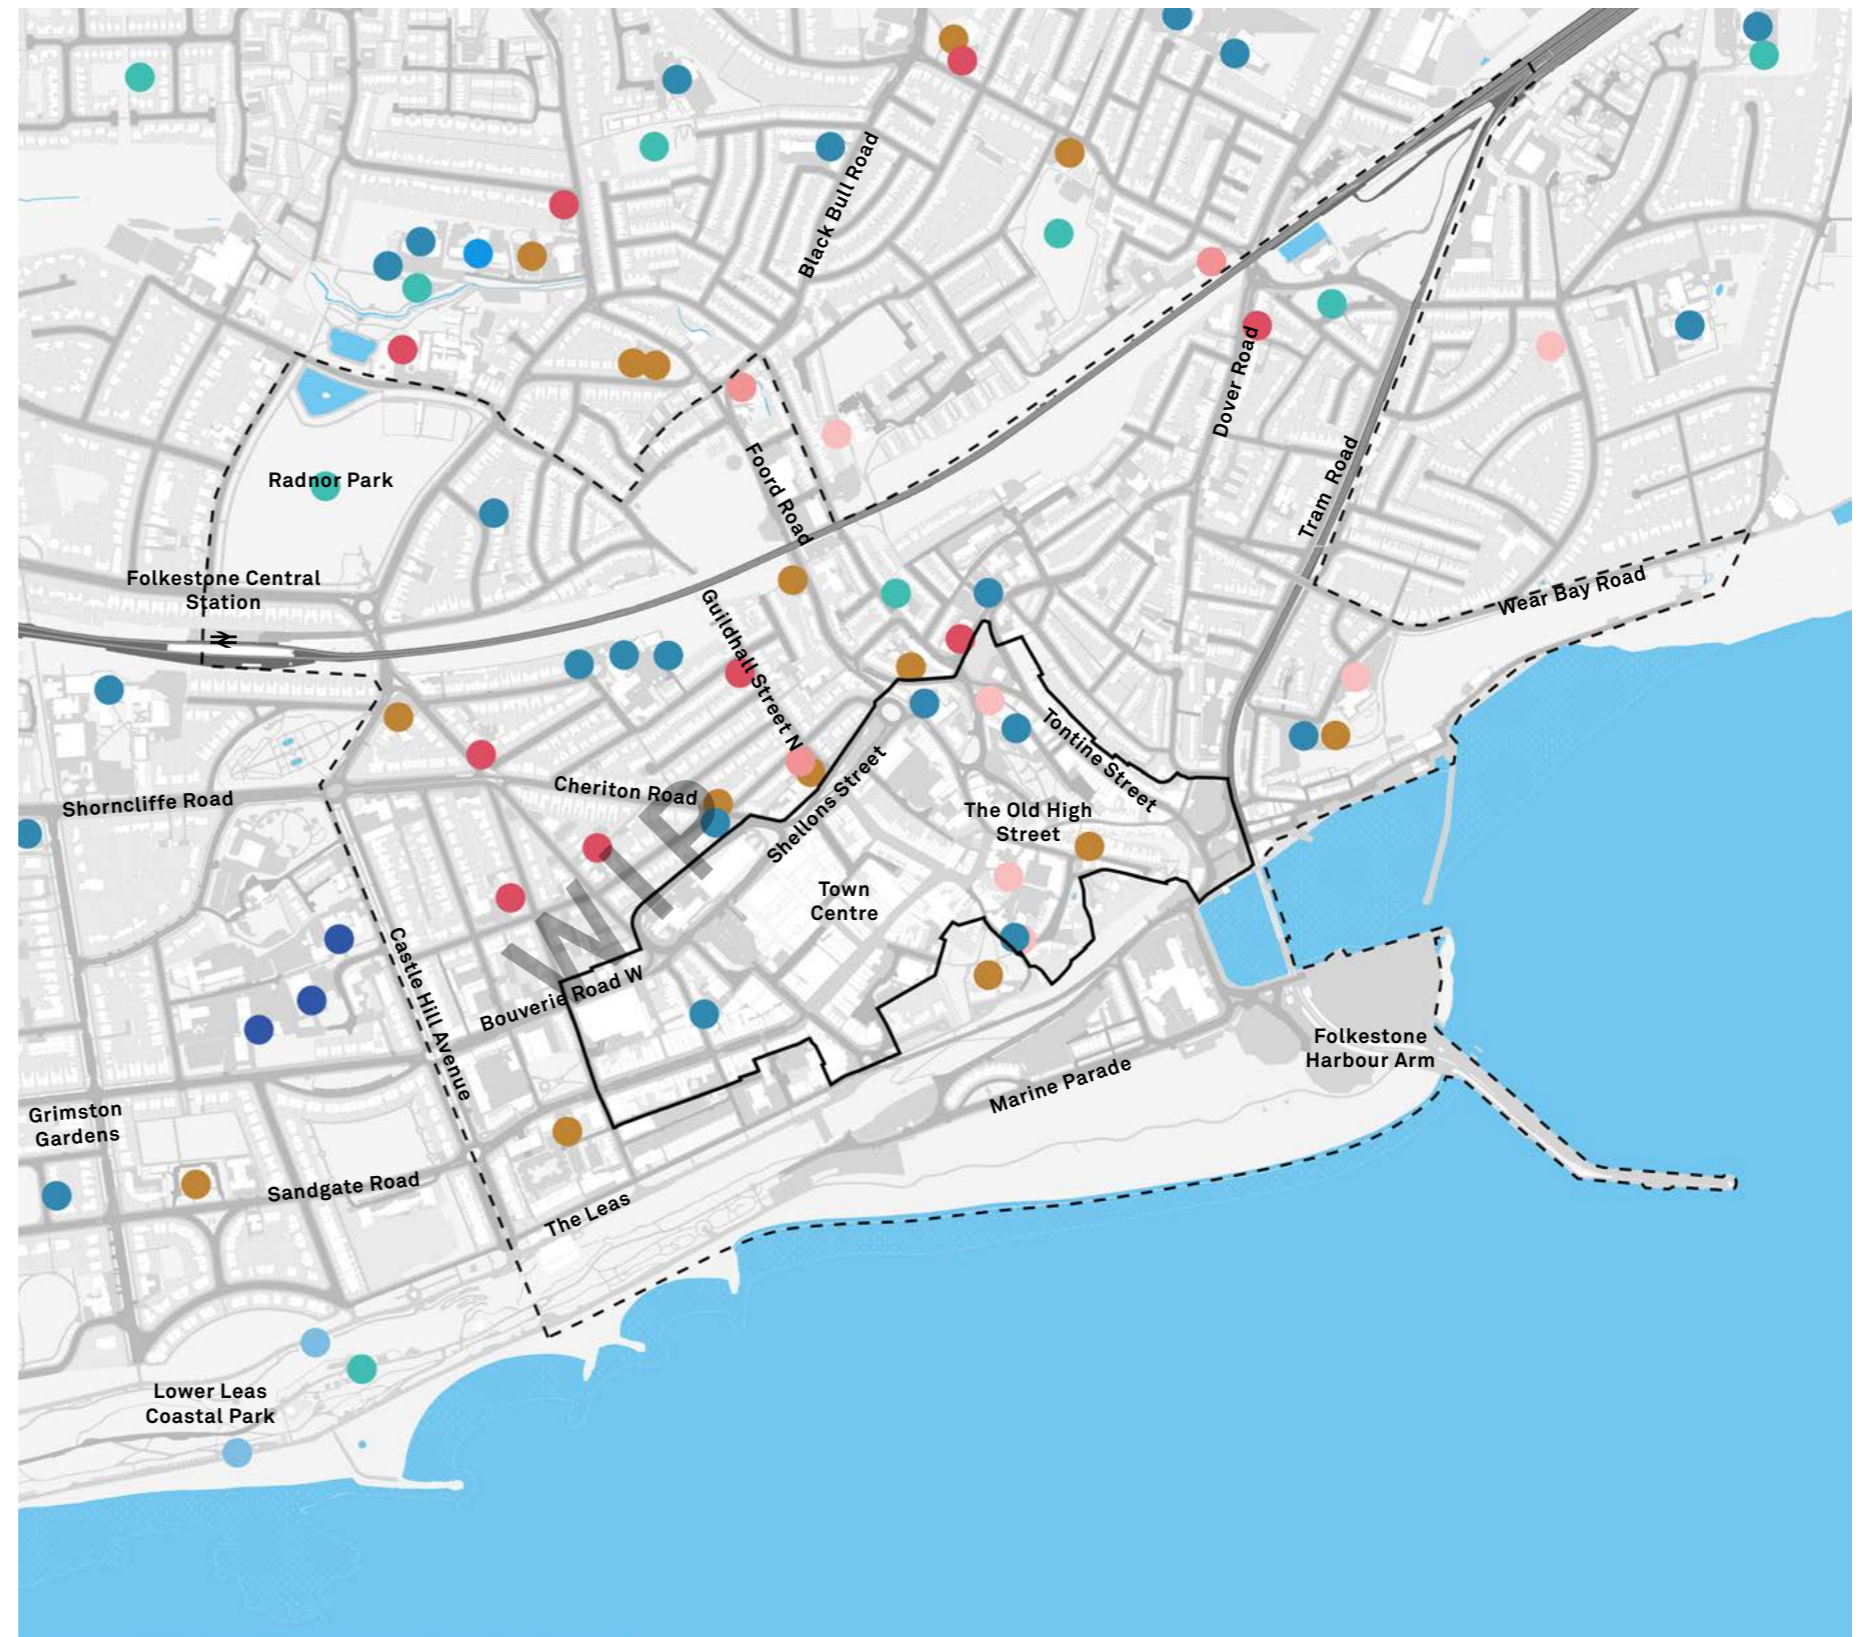 Black Bull Road
Dover Road
Radnor Park
Foord Road
Tram Road
Folkestone Central
Station
Wear Bay Road
Guildhall Street N
Tontine Street
Shorncliffe Road
Cheriton Road
Shellons Street
The Old High
Street
WIP
Town
Centre
Castle Hill Avenue
Bouverie Road W
Folkestone
Harbour Arm
Marine Parade
Grimston
Gardens
Sandgate Road
The Leas
Lower Leas
Coastal Park